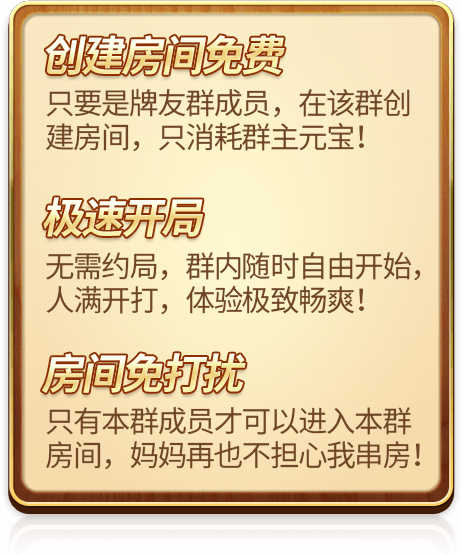 创建房间免费
只要是牌友群成员，在该群创
建房间，只消耗群主元宝！
极速开局
无需约局，群内随时自由开始，
人满开打，体验极致畅爽！
房间免打扰
只有本群成员才可以进入本群
房间，妈妈再也不担心我串房！